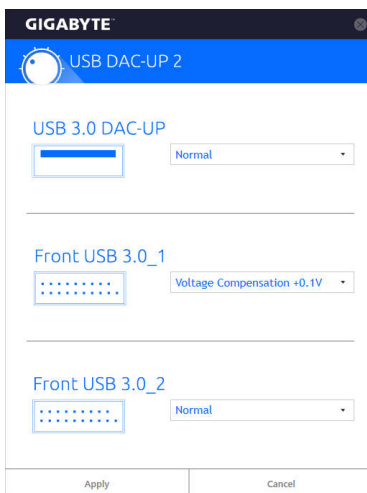 GIGABYTE™
USB DAC-UP 2
USB 3.0 DAC-UP
Normal
Front USB 3.0_1
Voltage Compensation +0.1V
Front USB 3.0_2
Normal
Apply Cancel